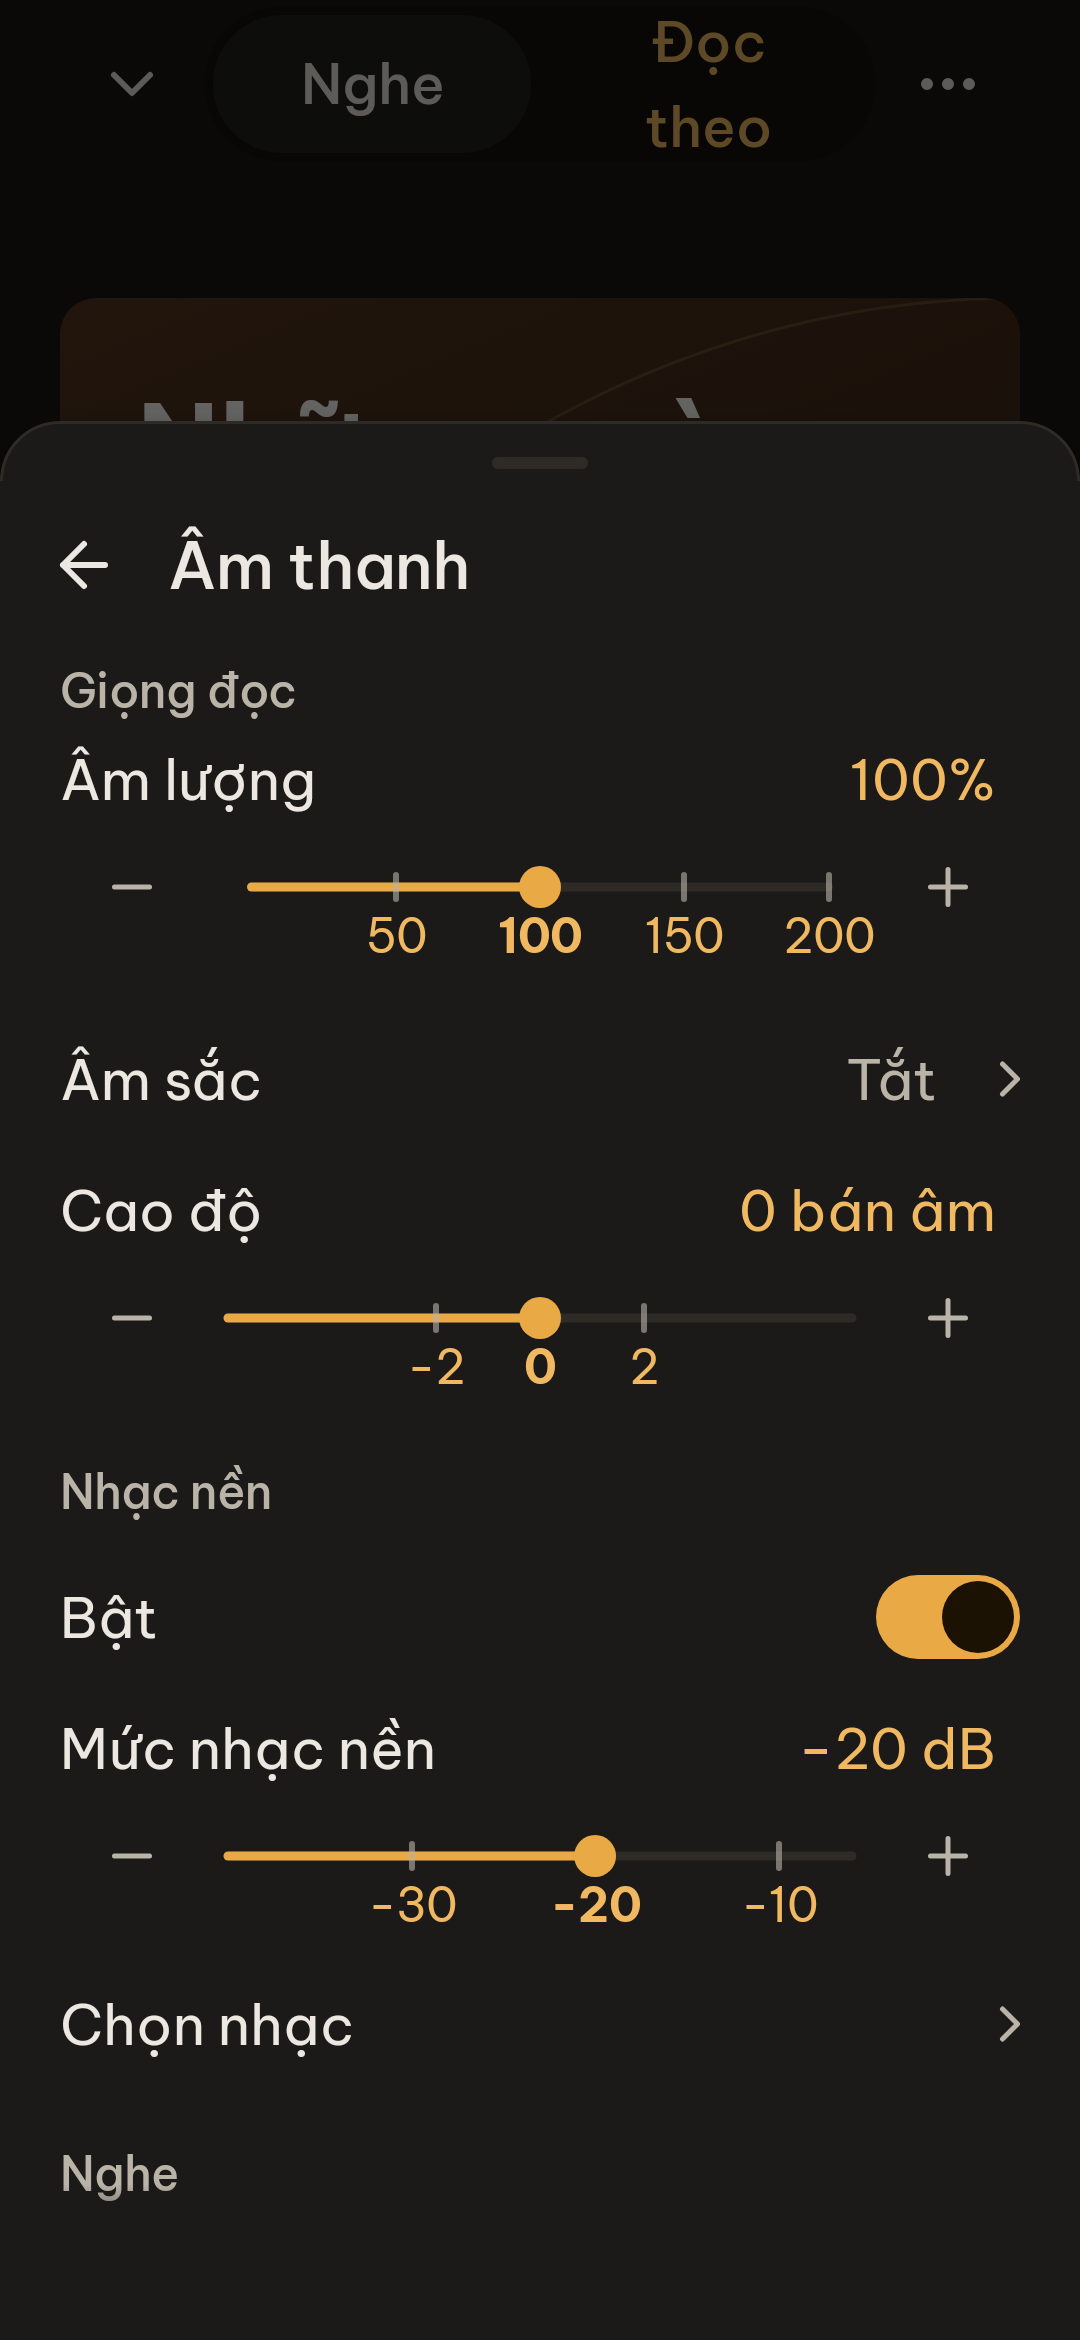 Nghe
Đọc
theo
Âm thanh
Giọng đọc
Âm lượng
100%
50
100
150
200
Âm sắc
Tắt
Cao độ
0 bán âm
-2
0
2
Nhạc nền
Bật
Mức nhạc nền
-20 dB
-30
-20
-10
Chọn nhạc
Nghe